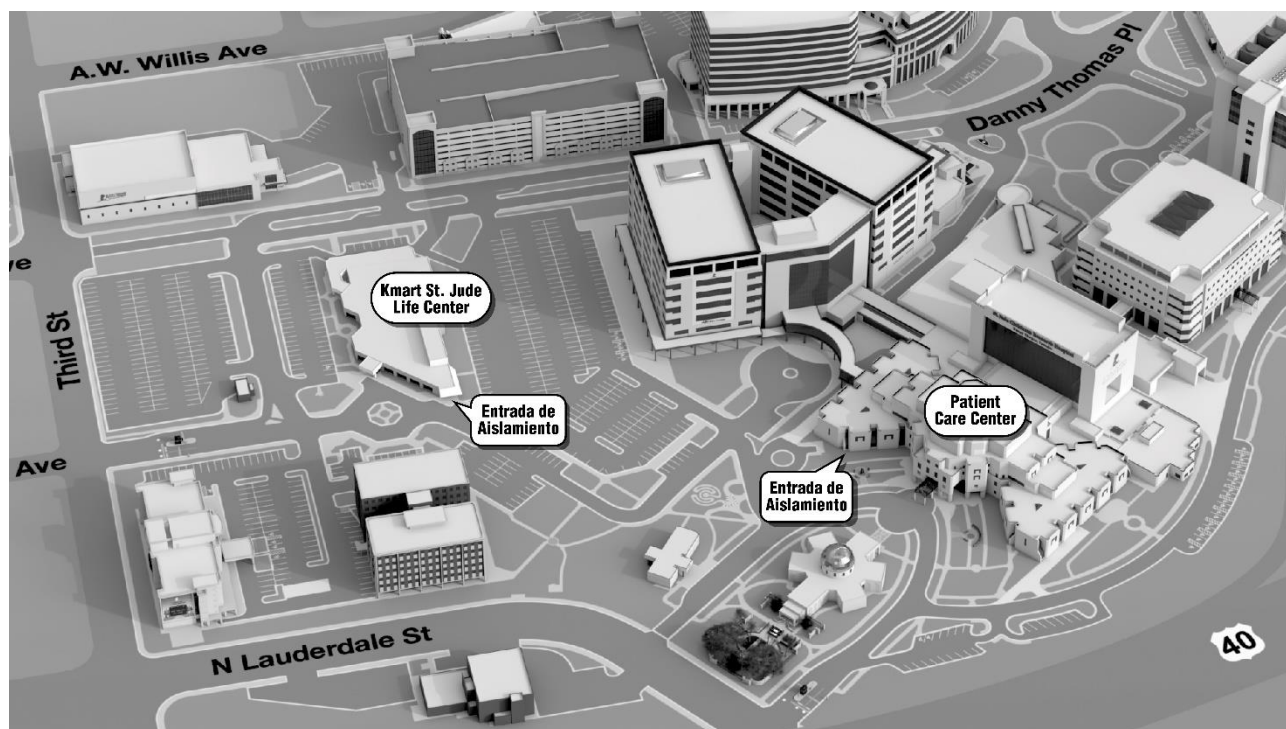 A.W. Willis Ave
Danny Thomas Pl
ve
Kmart St. Jude
Life Center
Third St
Entrada de
Aislamiento
Patient
Care Center
Ave
Entrada de
Aislamiento
N Lauderdale St
40